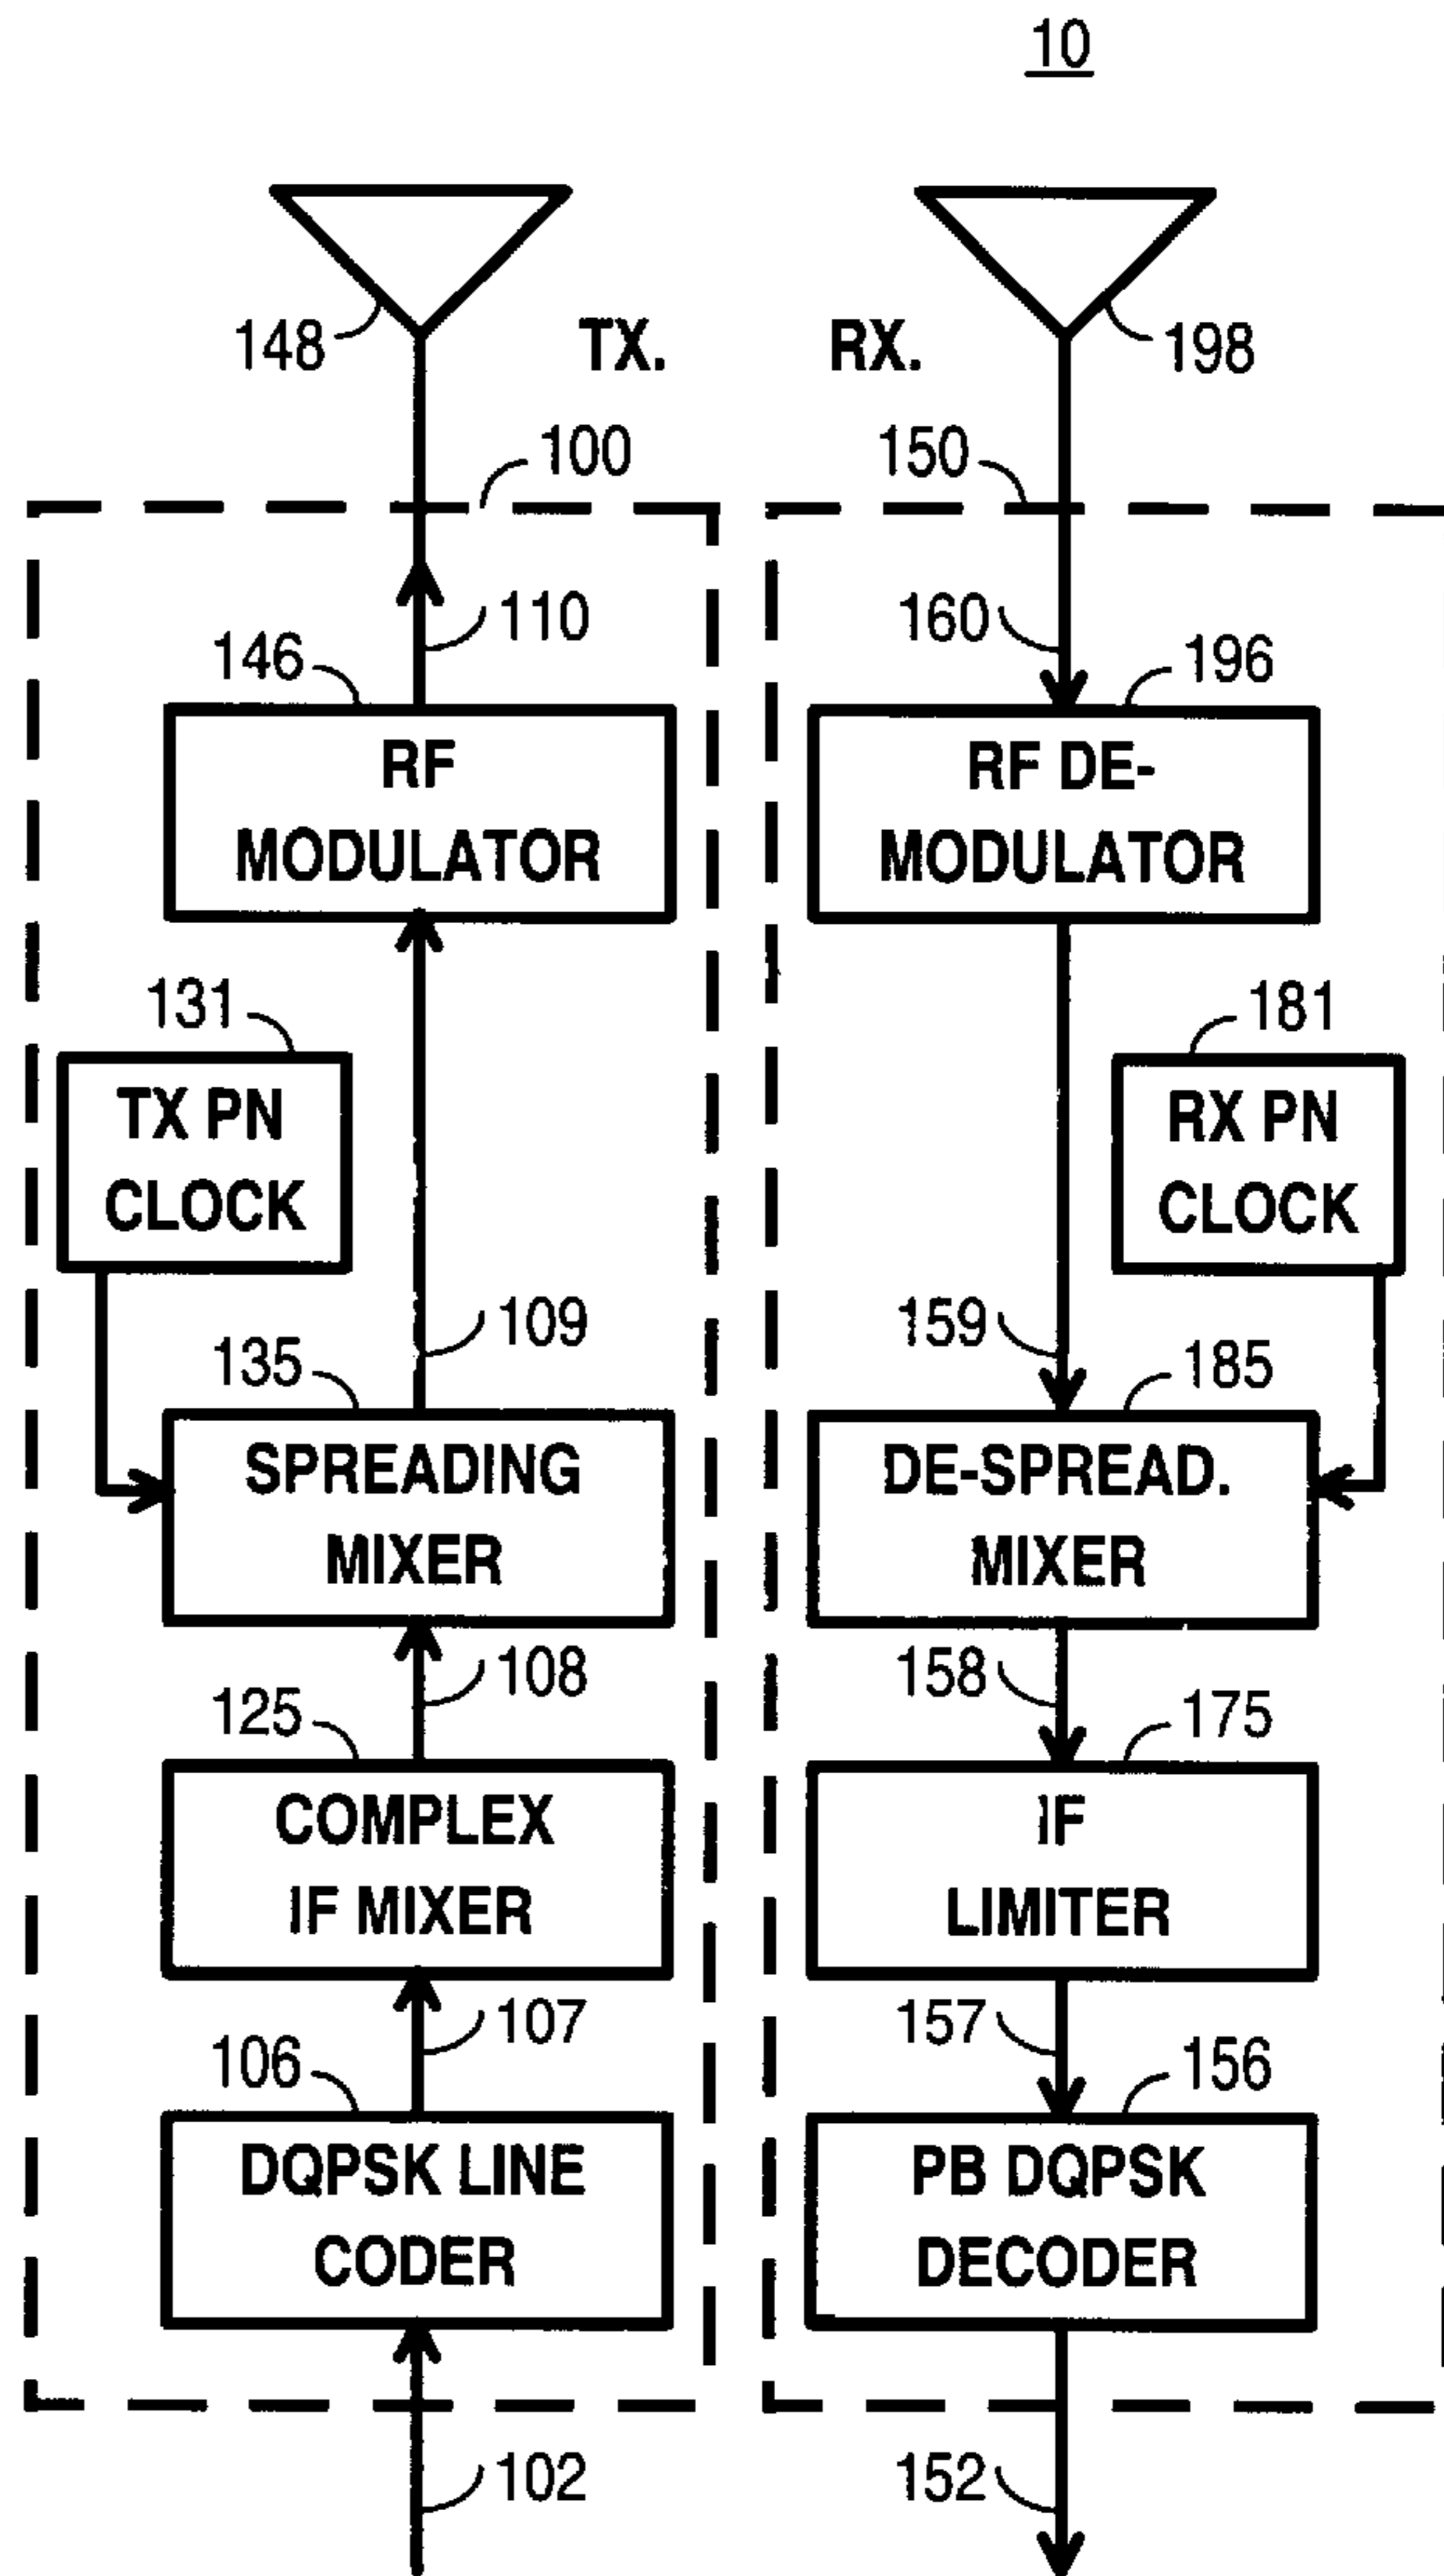 10
148
TX.
RX.
198
100
150
110
160
146
196
RF
MODULATOR
RF DE-
MODULATOR
131
181
TX PN
CLOCK
RX PN
CLOCK
109
159
135
185
SPREADING
MIXER
DE-SPREAD.
MIXER
108
158
125
175
COMPLEX
IF MIXER
IF
LIMITER
107
157
106
156
DQPSK LINE
CODER
PB DQPSK
DECODER
102
152